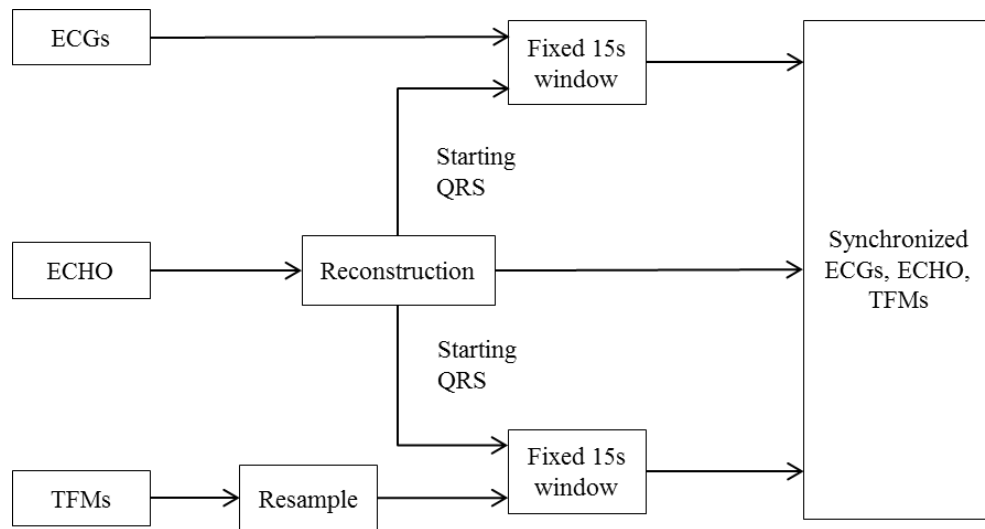 ECGs
Fixed 15s
window
Starting
QRS
ECHO
Reconstruction
Synchronized
ECGs, ECHO,
TFMs
Starting
QRS
TFMs
Resample
Fixed 15s
window